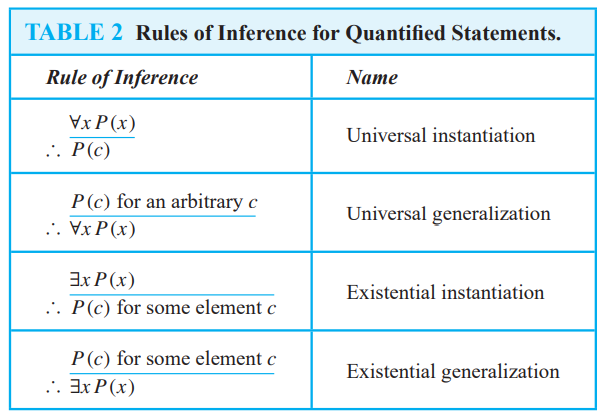 TABLE 2 Rules of Inference for Quantified Statements.
Rule of Inference Name
∀x P(x)
∴ P(c)
Universal instantiation
P(c) for an arbitrary c
∴ ∀x P(x)
Universal generalization
∃x P(x)
∴ P(c) for some element c
Existential instantiation
P(c) for some element c
∴ ∃x P(x)
Existential generalization